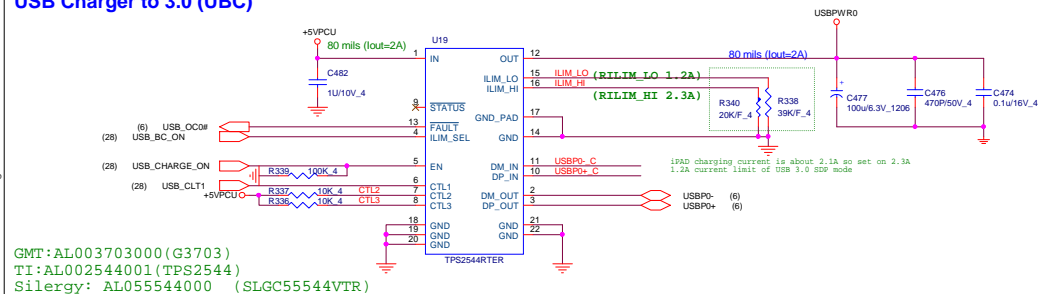 USB Charger to 3.0 (UBC)
USBPWR0
+5VPCU
80 mils (Iout=2A)
U19
1 IN
OUT 12
80 mils (Iout=2A)
C482
1U/10V_4
ILIM_LO 15 ILIM_LO (RILIM_LO 1.2A)
ILIM_HI 16 ILIM_HI
(RILIM_HI 2.3A)
9 STATUS
R340
20K/F_4
R338
39K/F_4
C477
100u/6.3V_1206
C476
470P/50V_4
C474
0.1u/16V_4
(6) USB_OC0# 13 FAULT
(28) USB_BC_ON 4 ILIM_SEL
GND_PAD 17
GND 14
(28) USB_CHARGE_ON 5 EN
R339 100K_4
DM_IN 11 USBP0-_C
DP_IN 10 USBP0+_C
iPAD charging current is about 2.1A so set on 2.3A
1.2A current limit of USB 3.0 SDP mode
(28) USB_CLT1 6 CTL1
+5VPCU R337 10K_4 CTL2 7 CTL2
R336 10K_4 CTL3 8 CTL3
DM_OUT 2 USBP0- (6)
DP_OUT 3 USBP0+ (6)
18 GND
19 GND
20 GND
GND 21
GND 22
TPS2544RTER
GMT:AL003703000(G3703)
TI:AL002544001(TPS2544)
Silergy: AL055544000 (SLGC55544VTR)